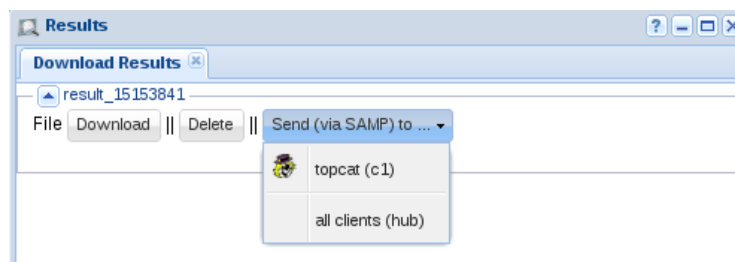 Results
Download Results
result_15153841
File Download || Delete || Send (via SAMP) to ...
topcat (c1)
all clients (hub)